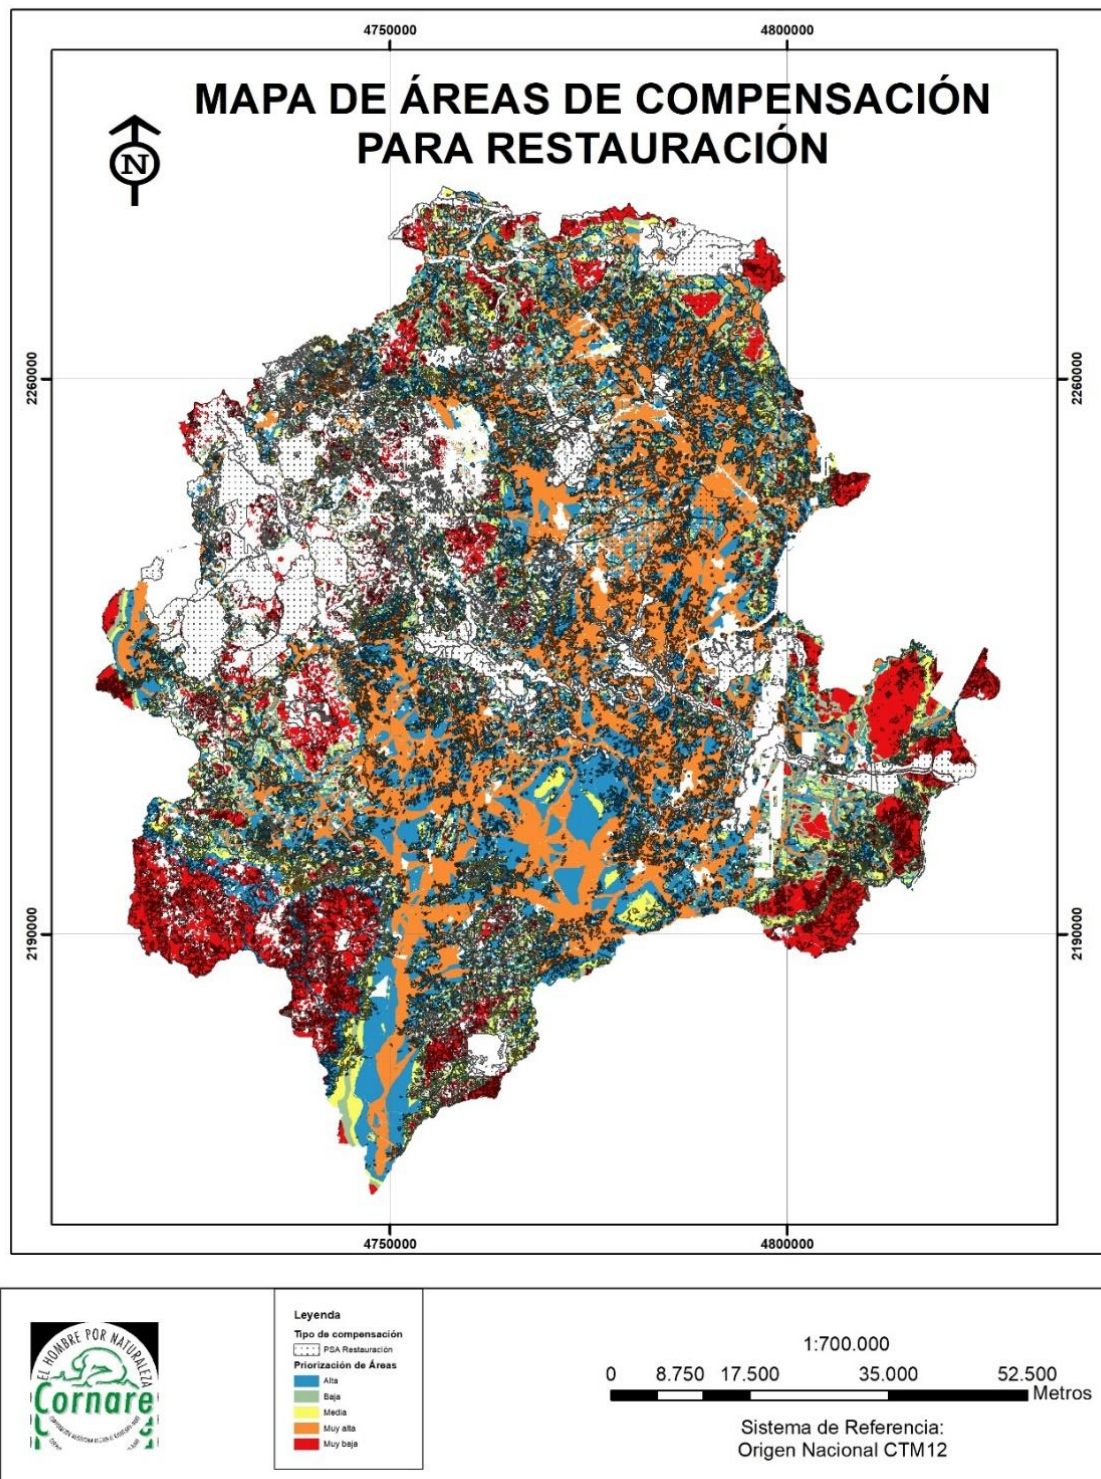 4750000 4800000
MAPA DE ÁREAS DE COMPENSACIÓN
PARA RESTAURACIÓN
N
2260000 2260000
2190000 2190000
4750000 4800000
EL HOMBRE POR NATURALEZA
Cornare
Leyenda
Tipo de compensación
PSA Restauración
Priorización de Áreas
Alta
Baja
Media
Muy alta
Muy baja
1:700.000
0 8.750 17.500 35.000 52.500
Metros
Sistema de Referencia:
Origen Nacional CTM12